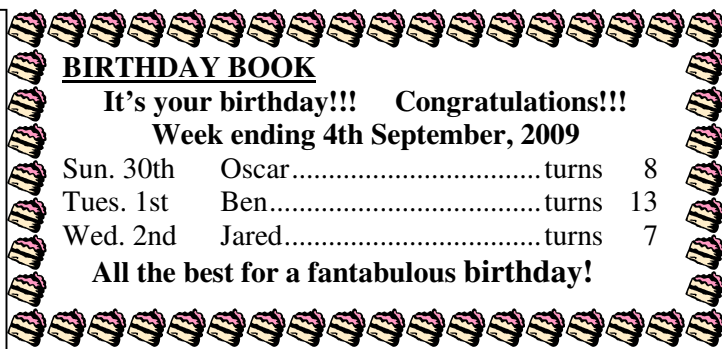 BIRTHDAY BOOK
It’s your birthday!!! Congratulations!!!
Week ending 4th September, 2009
Sun. 30th Oscar..................................turns 8
Tues. 1st Ben.....................................turns 13
Wed. 2nd Jared...................................turns 7
All the best for a fantabulous birthday!